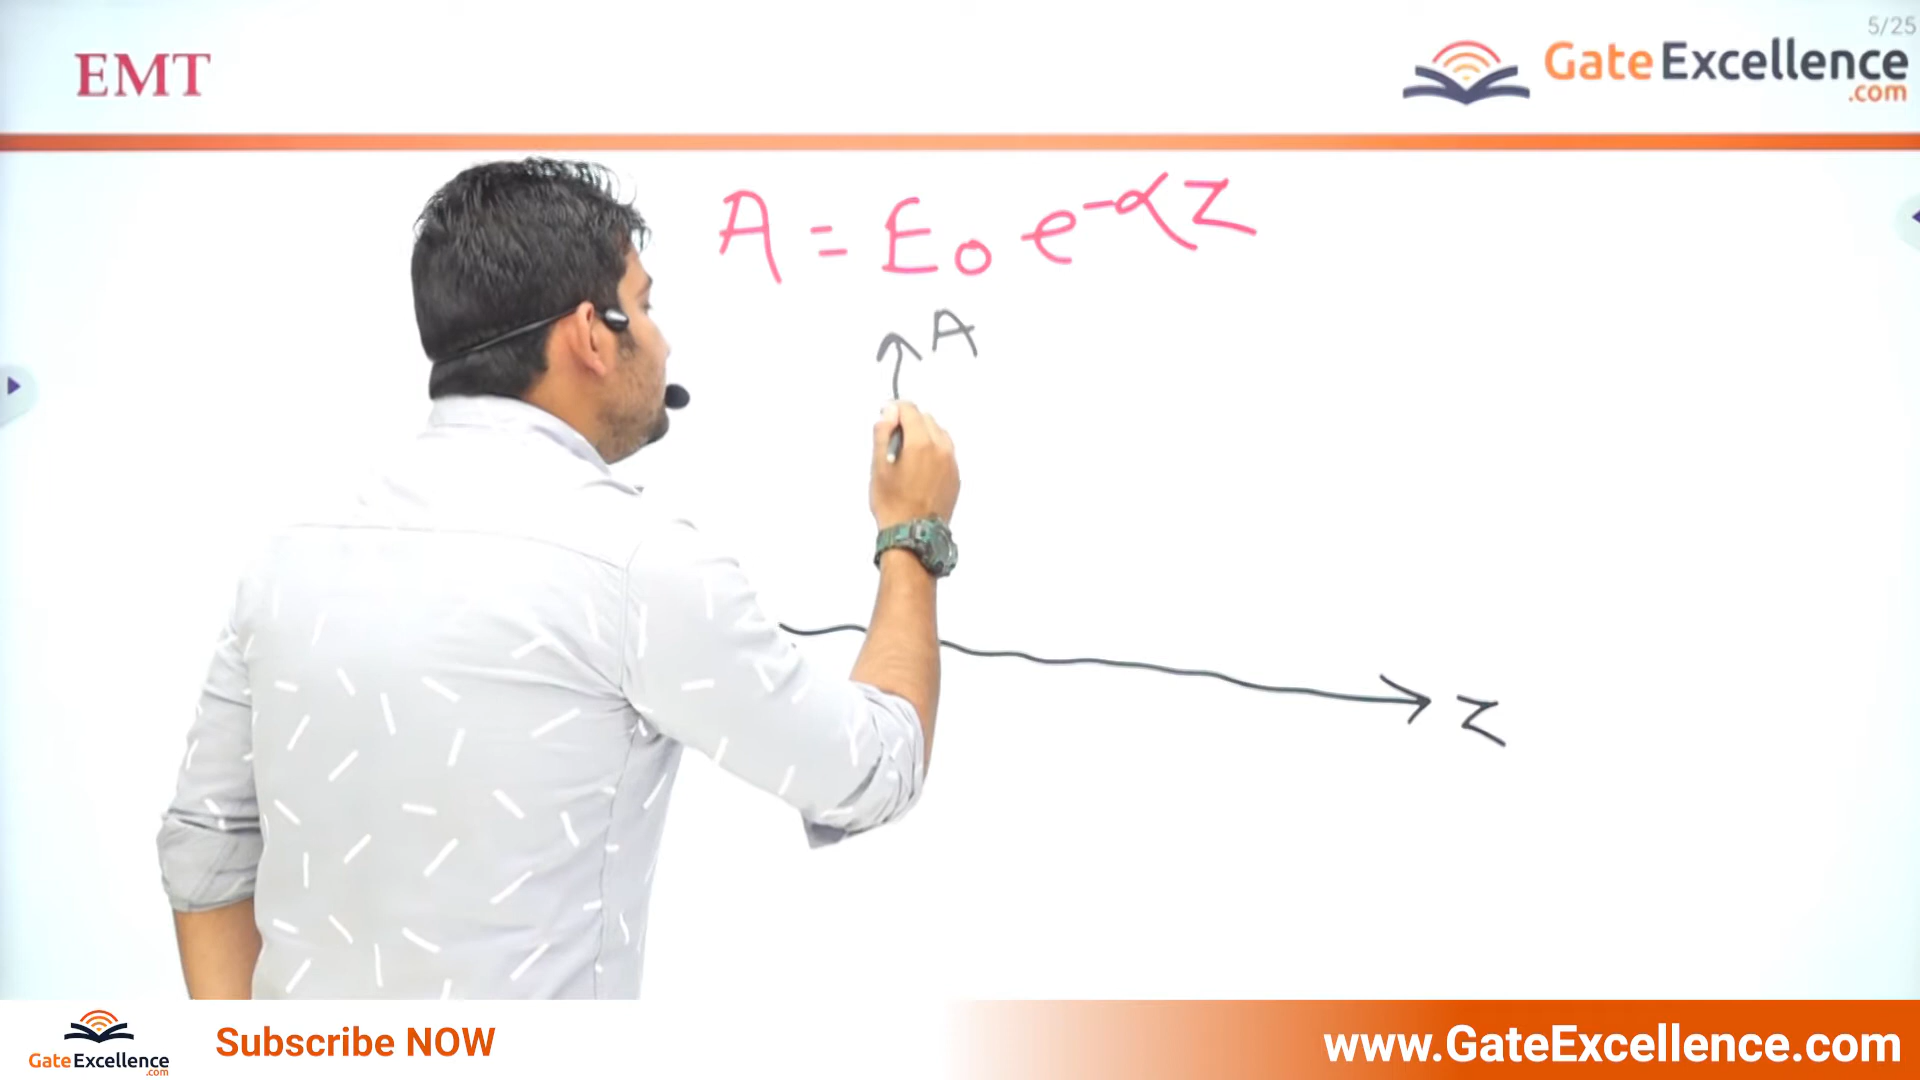 5/25
EMT
GateExcellence
.com
A = E₀ e^{-αz}
A
z
GateExcellence
.com
Subscribe NOW
www.GateExcellence.com